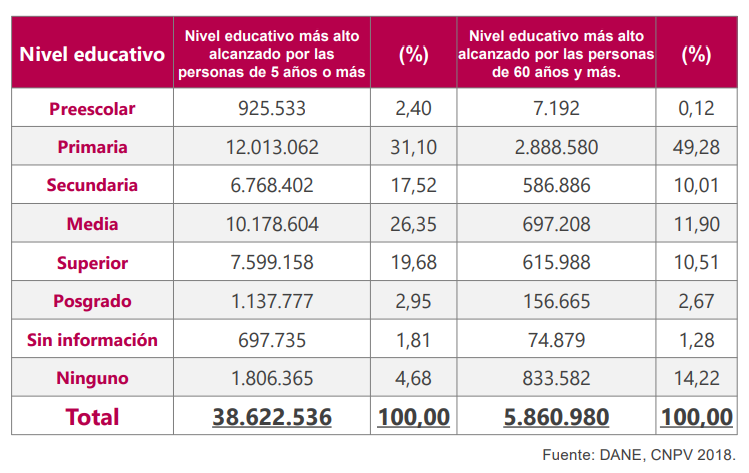 Nivel educativo
Nivel educativo más alto
alcanzado por las
personas de 5 años o más
(%)
Nivel educativo más alto
alcanzado por las personas
de 60 años y más.
(%)
Preescolar 925.533 2,40 7.192 0,12
Primaria 12.013.062 31,10 2.888.580 49,28
Secundaria 6.768.402 17,52 586.886 10,01
Media 10.178.604 26,35 697.208 11,90
Superior 7.599.158 19,68 615.988 10,51
Posgrado 1.137.777 2,95 156.665 2,67
Sin información 697.735 1,81 74.879 1,28
Ninguno 1.806.365 4,68 833.582 14,22
Total 38.622.536 100,00 5.860.980 100,00
Fuente: DANE, CNPV 2018.